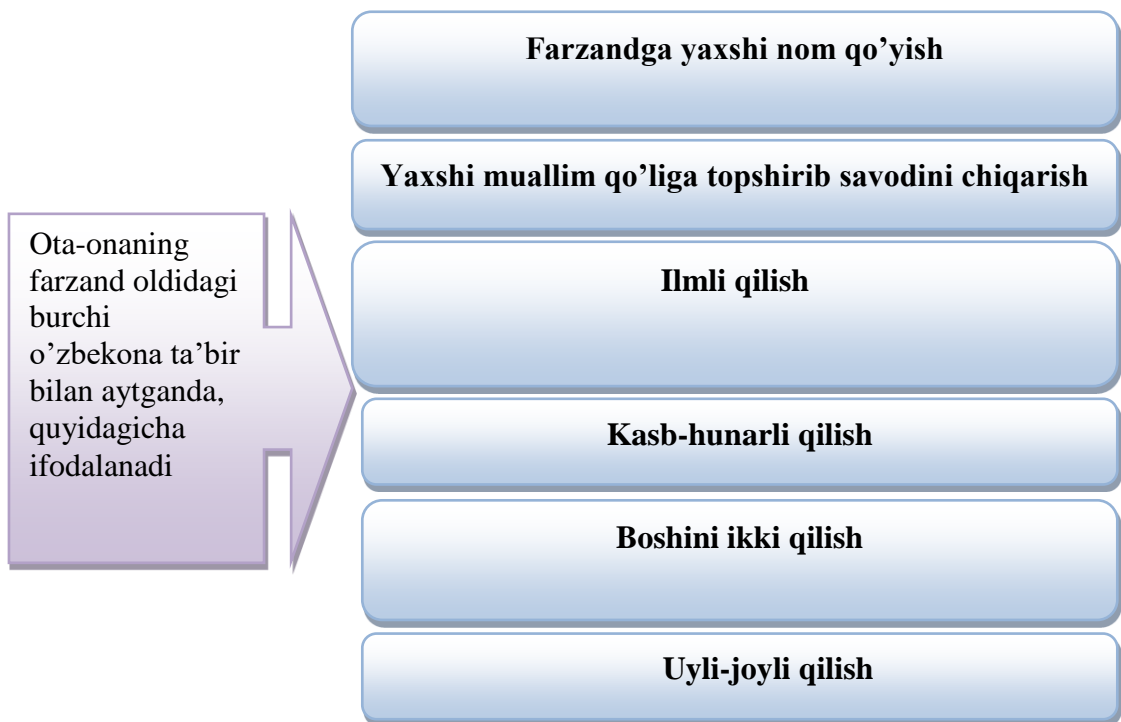 Ota-onaning
farzand oldidagi
burchi
o’zbekona ta’bir
bilan aytganda,
quyidagicha
ifodalanadi
Farzandga yaxshi nom qo’yish
Yaxshi muallim qo’liga topshirib savodini chiqarish
Ilmli qilish
Kasb-hunarli qilish
Boshini ikki qilish
Uyli-joyli qilish